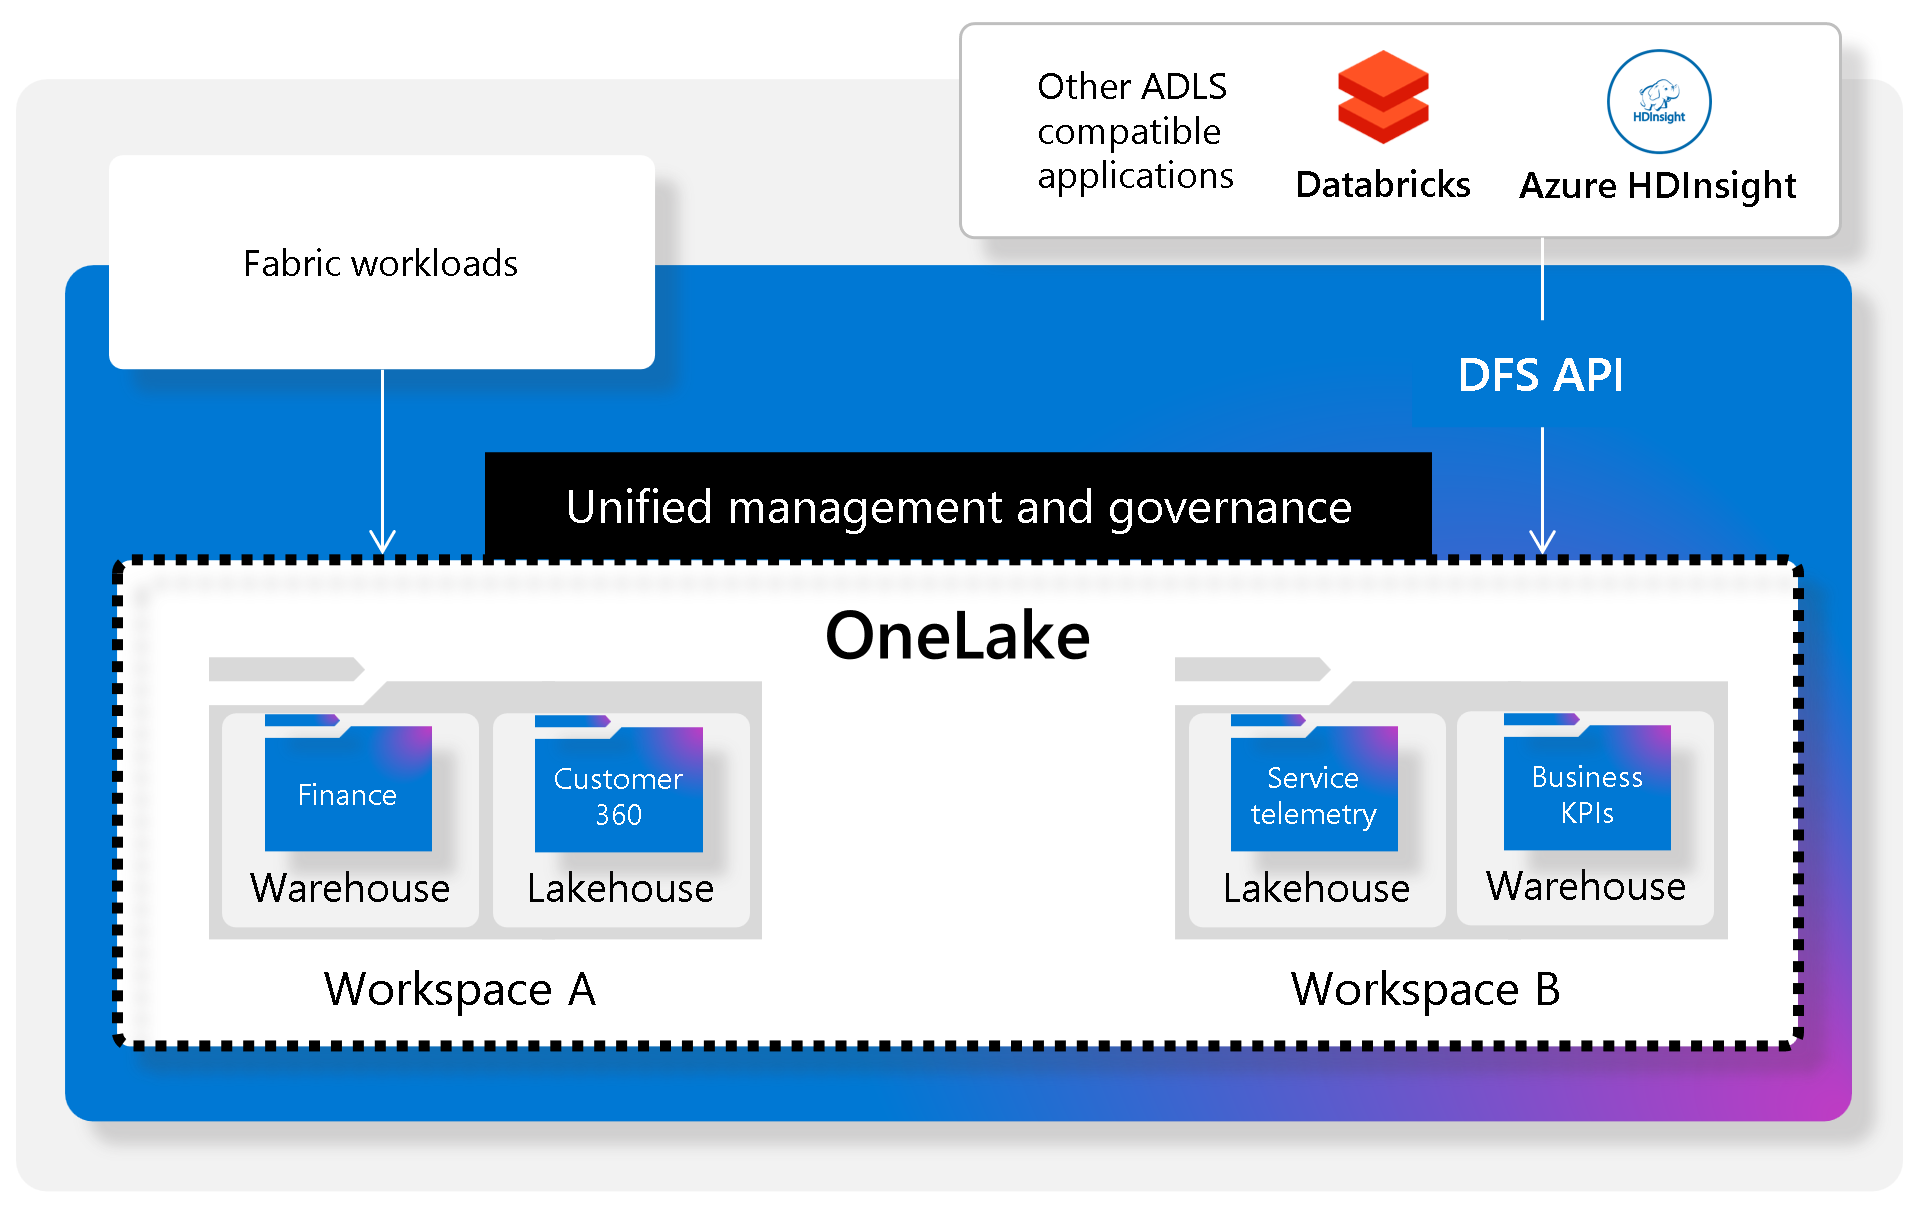 Other ADLS
compatible
applications
HDInsight
Databricks
Azure HDInsight
Fabric workloads
DFS API
Unified management and governance
OneLake
Finance
Warehouse
Customer
360
Lakehouse
Workspace A
Service
telemetry
Lakehouse
Business
KPIs
Warehouse
Workspace B